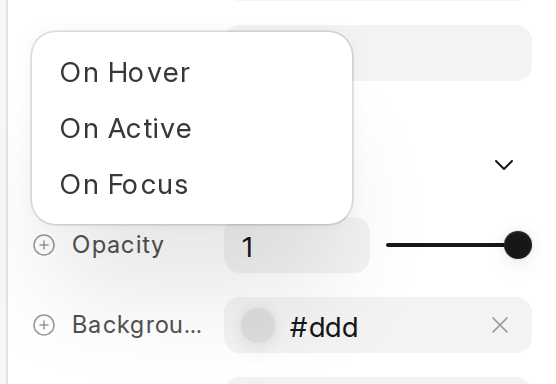 On Hover
On Active
On Focus
Opacity
1
Backgrou...
#ddd